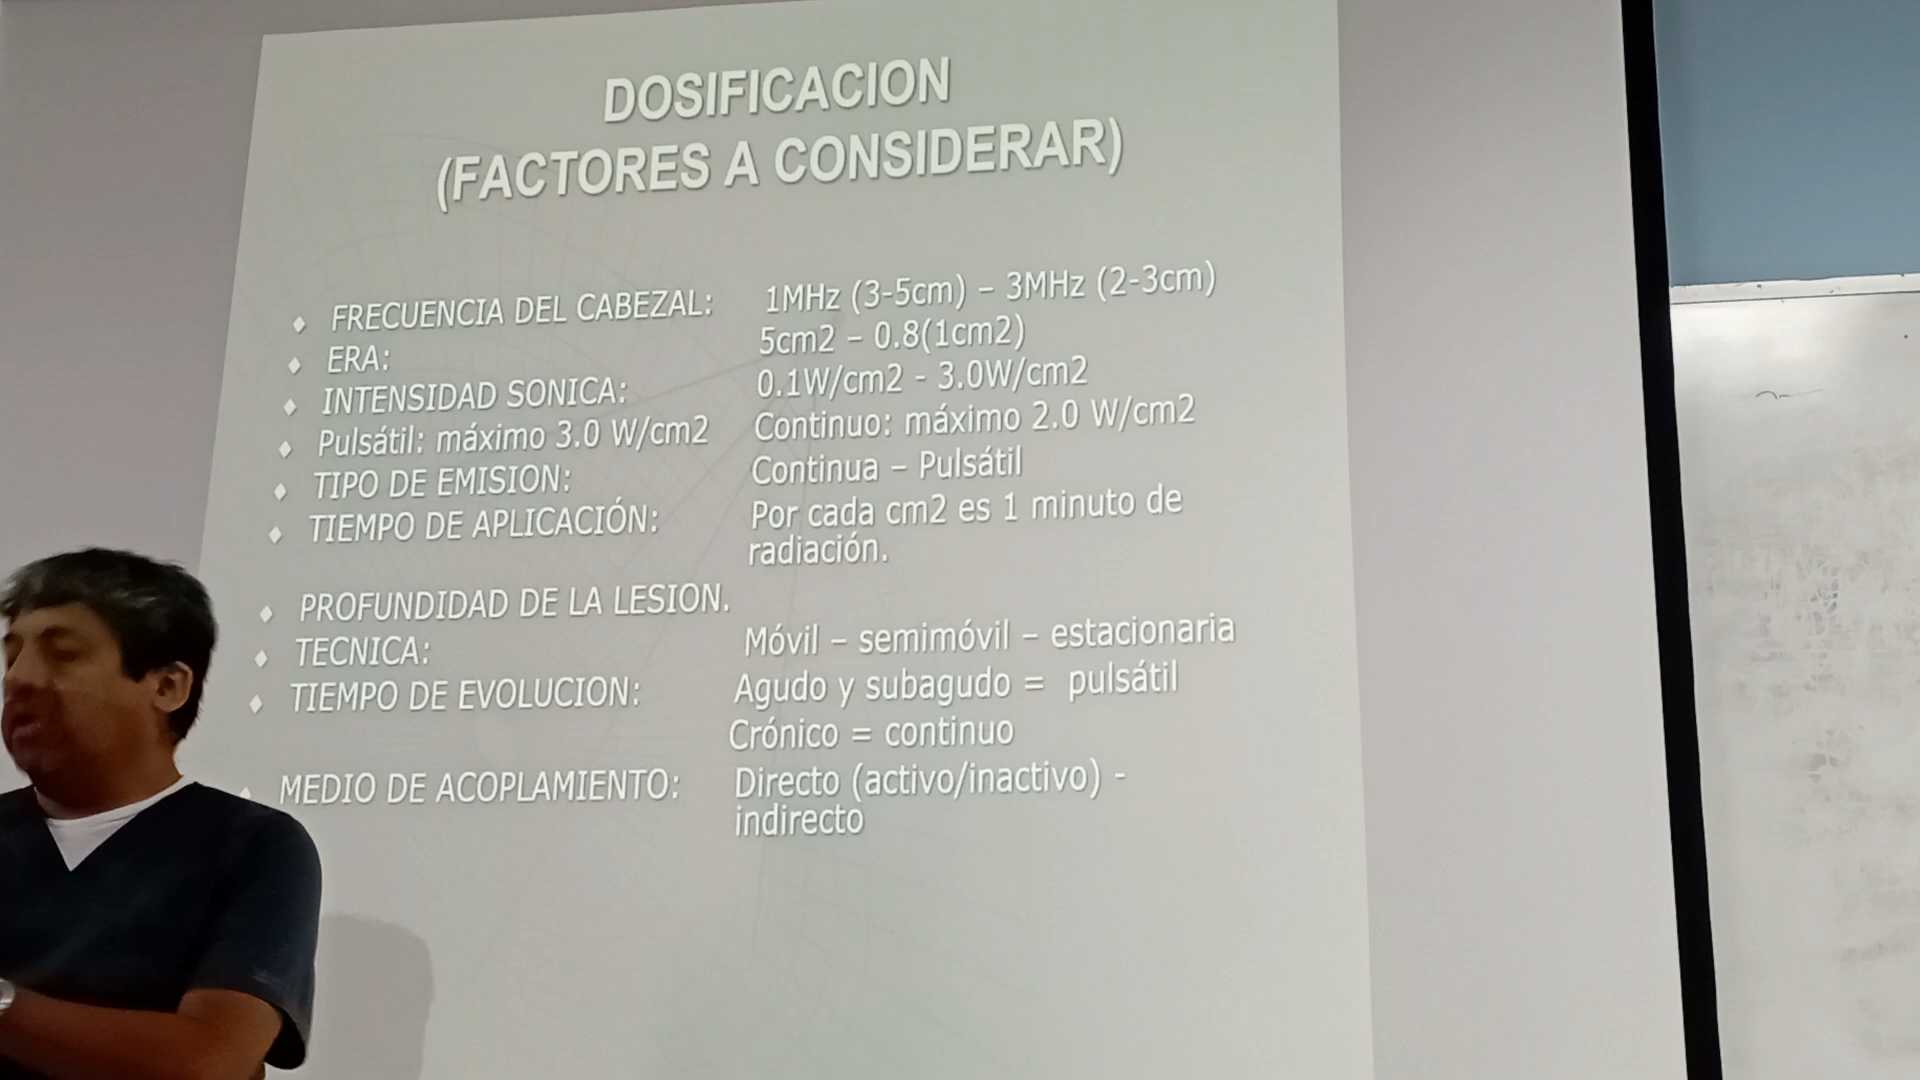 DOSIFICACION
(FACTORES A CONSIDERAR)
FRECUENCIA DEL CABEZAL: 1MHz (3-5cm) – 3MHz (2-3cm)
ERA: 5cm2 – 0.8(1cm2)
INTENSIDAD SONICA: 0.1W/cm2 - 3.0W/cm2
Pulsátil: máximo 3.0 W/cm2 Continuo: máximo 2.0 W/cm2
TIPO DE EMISION: Continua – Pulsátil
TIEMPO DE APLICACIÓN: Por cada cm2 es 1 minuto de
radiación.
PROFUNDIDAD DE LA LESION.
TECNICA: Móvil – semimóvil – estacionaria
TIEMPO DE EVOLUCION: Agudo y subagudo = pulsátil
Crónico = continuo
MEDIO DE ACOPLAMIENTO: Directo (activo/inactivo) -
indirecto